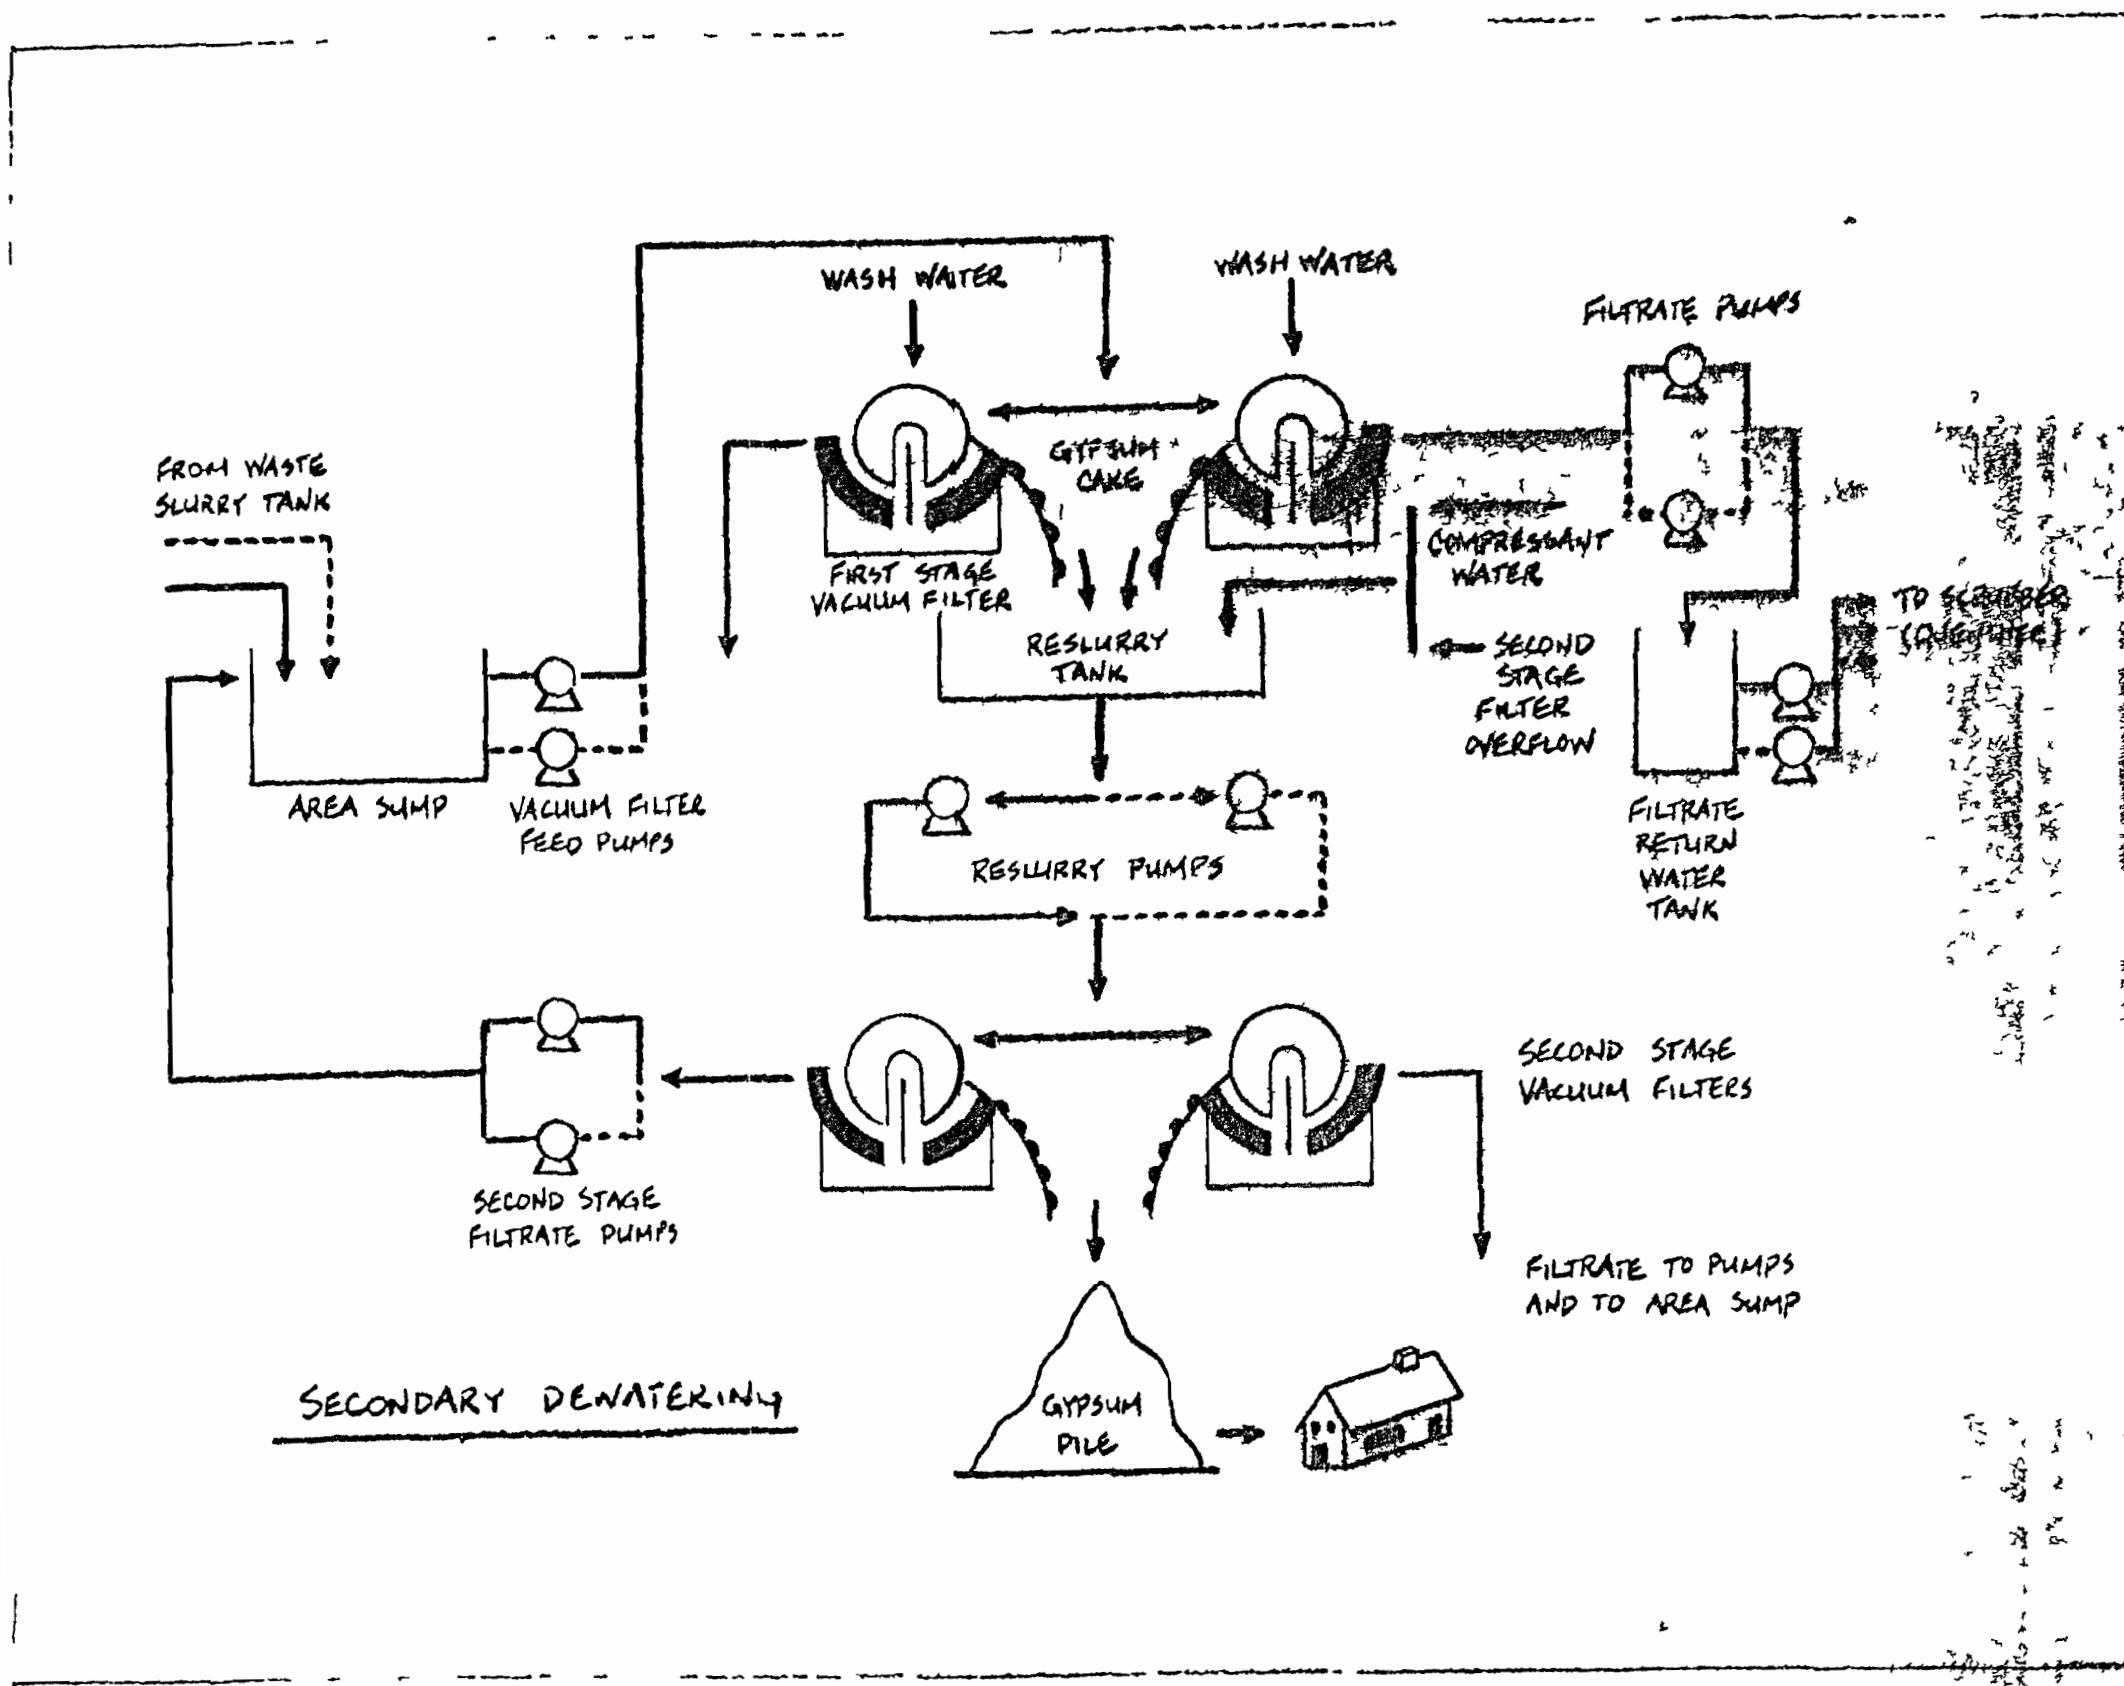 WASH WATER
WASH WATER
FILTRATE PUMPS
FROM WASTE
SLURRY TANK
GYPSUM
CAKE
COMPRESSANT
WATER
FIRST STAGE
VACUUM FILTER
TO SCRUBBER
RESLURRY
TANK
SECOND
STAGE
FILTER
OVERFLOW
AREA SUMP
VACUUM FILTER
FEED PUMPS
FILTRATE
RETURN
WATER
TANK
RESLURRY PUMPS
SECOND STAGE
VACUUM FILTERS
SECOND STAGE
FILTRATE PUMPS
FILTRATE TO PUMPS
AND TO AREA SUMP
GYPSUM
PILE
SECONDARY DEWATERING